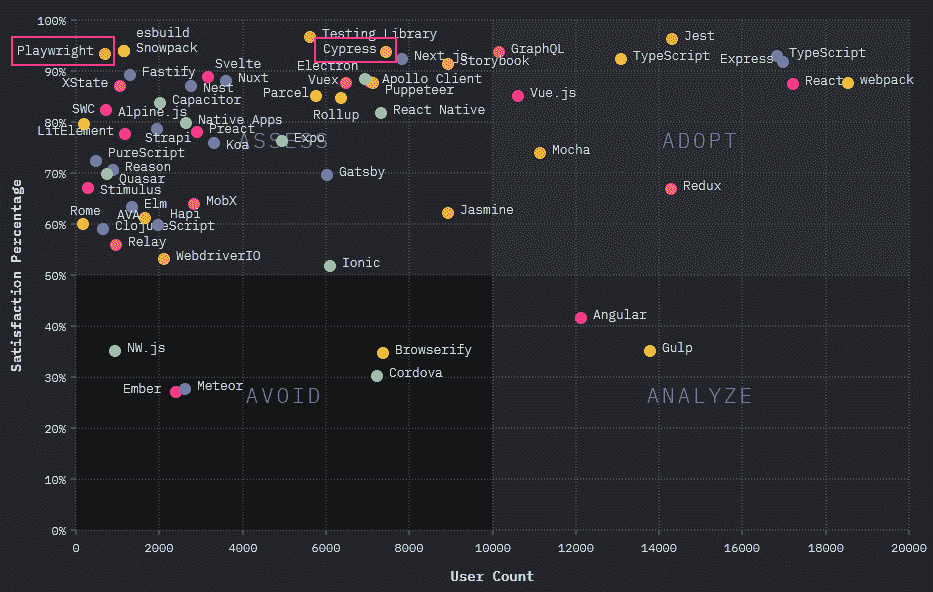 100%
esbuild
Testing Library
Jest
Playwright
Snowpack
Cypress
GraphQL
Next.js
TypeScript
Express
TypeScript
Storybook
90%
Svelte
Electron
Fastify
XState
Nest
Nuxt
Vuex
Apollo Client
Puppeteer
React
webpack
Parcel
Vue.js
Capacitor
Rollup
React Native
SWC
Alpine.js
80%
Native Apps
LitElement
Strapi
Preact
Koa
ASSESS
Expo
ADOPT
Mocha
PureScript
Reason
70%
Quasar
Gatsby
Stimulus
Redux
Elm
MobX
Rome
AVA
Hapi
Jasmine
60%
ClojureScript
Relay
WebdriverIO
Ionic
50%
Satisfaction Percentage
Angular
40%
NW.js
Browserify
Gulp
Cordova
30%
Ember
Meteor
AVOID
ANALYZE
20%
10%
0%
0 2000 4000 6000 8000 10000 12000 14000 16000 18000 20000
User Count